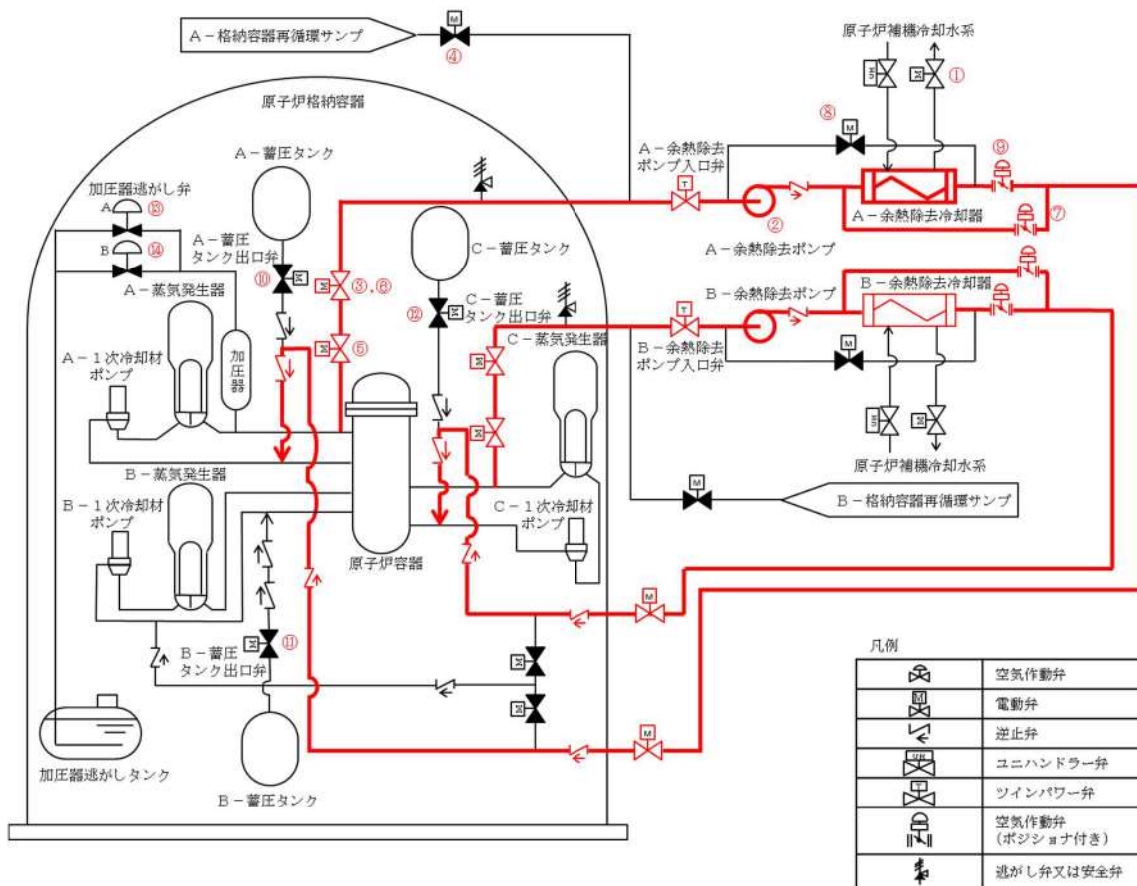 A－格納容器再循環サンプ
M
④
原子炉補機冷却水系
①
原子炉格納容器
⑧
M
⑨
A－余熱除去
ポンプ入口弁
T
A－蓄圧タンク
加圧器逃がし弁
A
⑬
B
⑭
②
A－余熱除去冷却器
⑦
A－蓄圧
タンク出口弁
C－蓄圧タンク
A－余熱除去ポンプ
⑩
M
M
③，⑥
B－余熱除去ポンプ
B－余熱除去冷却器
A－蒸気発生器
⑫
M
C－蓄圧
タンク出口弁
T
C－蒸気発生器
M
⑤
B－余熱除去
ポンプ入口弁
M
M
A－1次冷却材
ポンプ
加圧器
M
B－蒸気発生器
原子炉補機冷却水系
M
B－格納容器再循環サンプ
B－1次冷却材
ポンプ
C－1次冷却材
ポンプ
原子炉容器
M
M
⑪
B－蓄圧
タンク出口弁
M
M
M
加圧器逃がしタンク
B－蓄圧タンク
凡例
空気作動弁
M
電動弁
逆止弁
ユニハンドラー弁
T
ツインパワー弁
空気作動弁
(ポジショナ付き)
逃がし弁又は安全弁